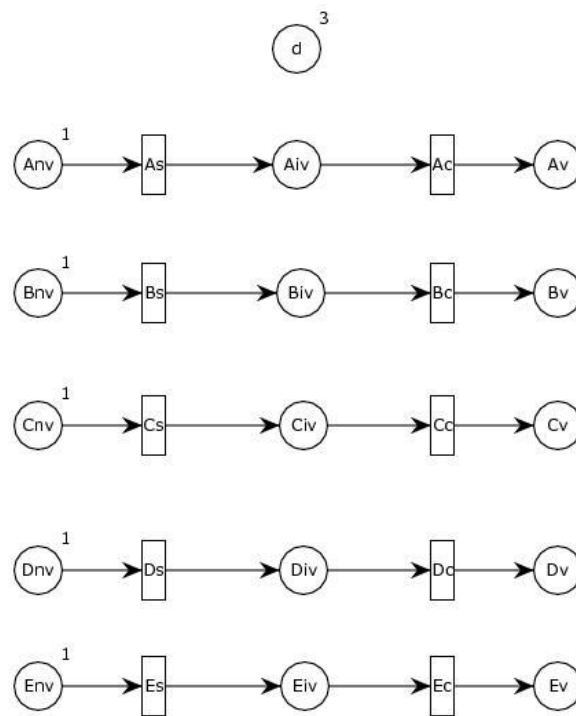 3
d
1
Anv As Aiv Ac Av
1
Bnv Bs Biv Bc Bv
1
Cnv Cs Civ Cc Cv
1
Dnv Ds Div Dc Dv
1
Env Es Eiv Ec Ev